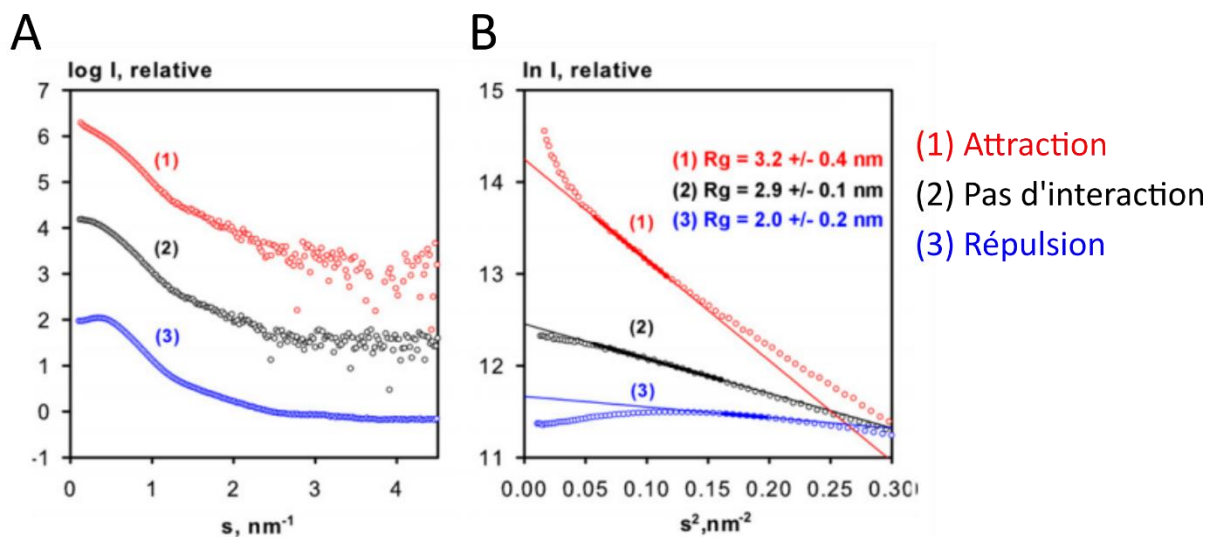 A
log I, relative
7
6
5
4
3
2
1
0
-1
(1)
(2)
(3)
0 1 2 3 4
s, nm-1
B
ln I, relative
15
14
13
12
11
(1) Rg = 3.2 +/- 0.4 nm
(2) Rg = 2.9 +/- 0.1 nm
(3) Rg = 2.0 +/- 0.2 nm
(1)
(2)
(3)
0.00 0.05 0.10 0.15 0.20 0.25 0.30
s2,nm-2
(1) Attraction
(2) Pas d'interaction
(3) Répulsion